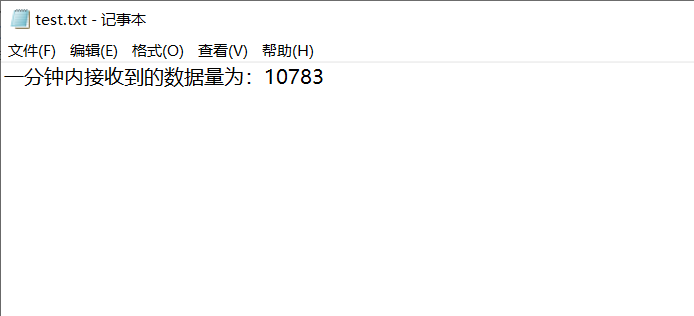 test.txt - 记事本
文件(F) 编辑(E) 格式(O) 查看(V) 帮助(H)
一分钟内接收到的数据量为：10783